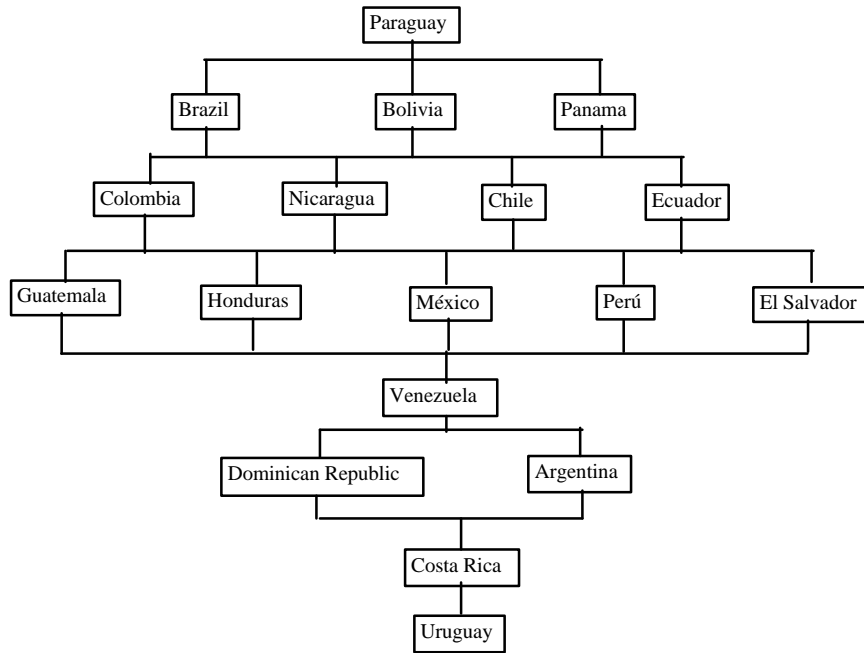 Paraguay
Brazil
Bolivia
Panama
Colombia
Nicaragua
Chile
Ecuador
Guatemala
Honduras
México
Perú
El Salvador
Venezuela
Dominican Republic
Argentina
Costa Rica
Uruguay